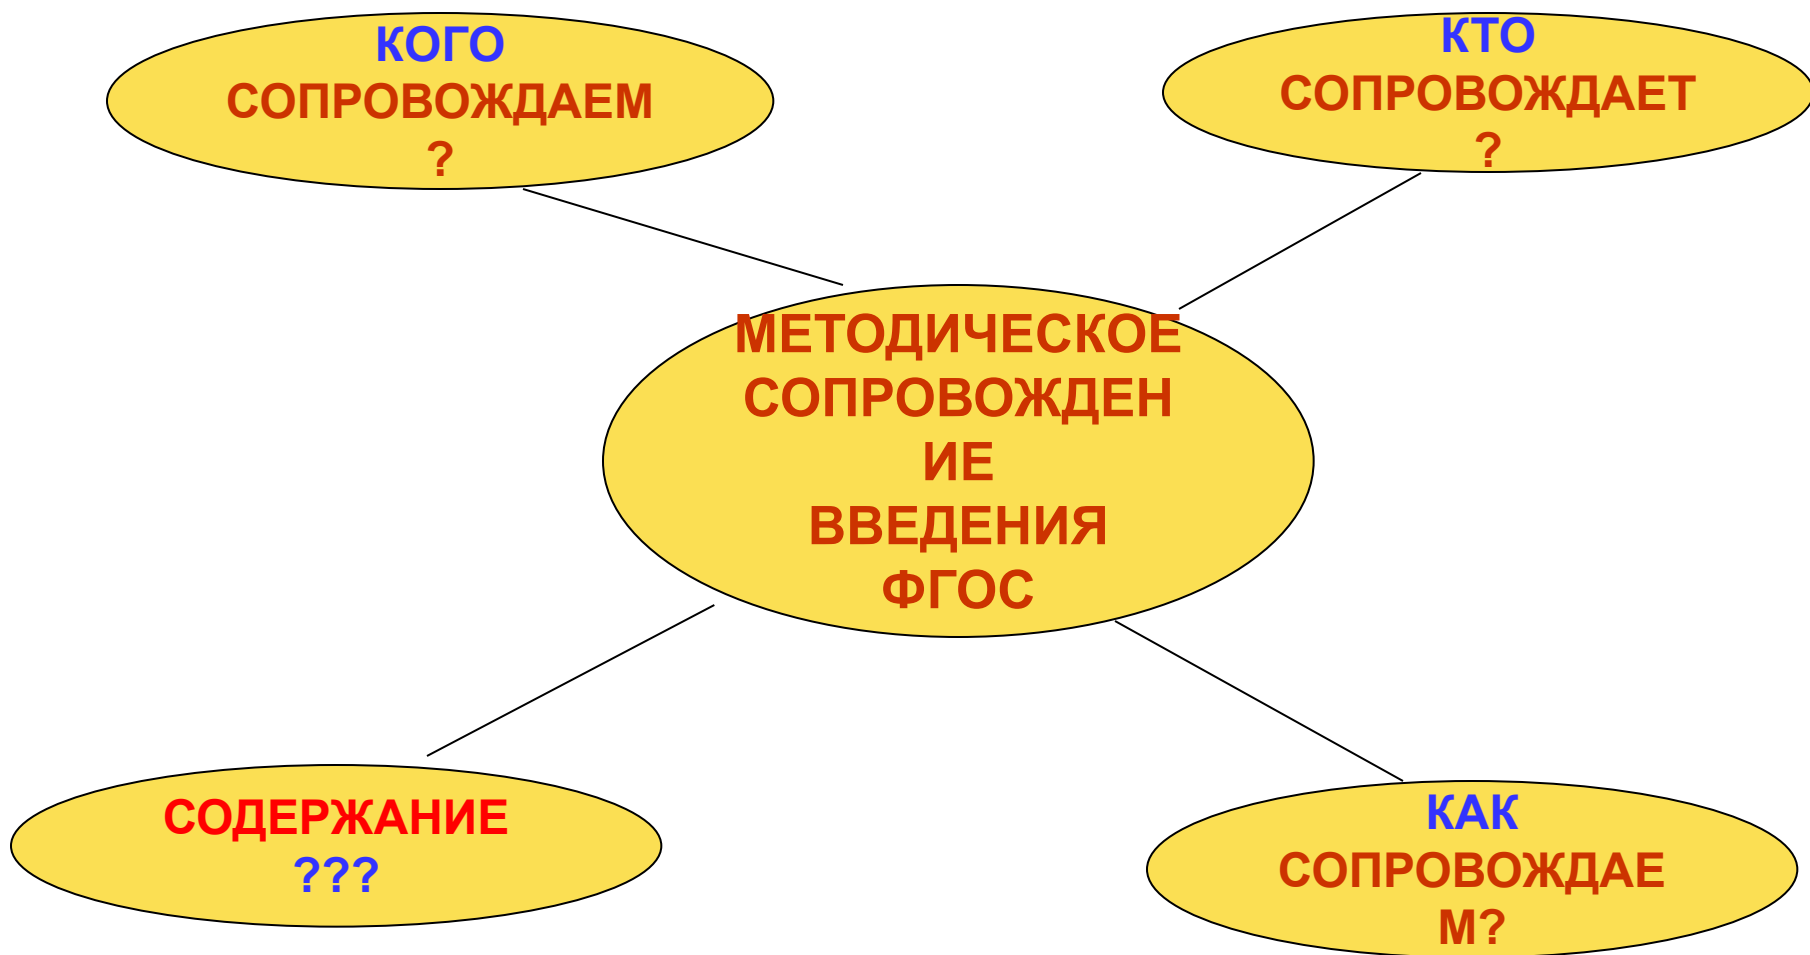 КОГО
СОПРОВОЖДАЕМ
?
КТО
СОПРОВОЖДАЕТ
?
МЕТОДИЧЕСКОЕ
СОПРОВОЖДЕН
ИЕ
ВВЕДЕНИЯ
ФГОС
СОДЕРЖАНИЕ
???
КАК
СОПРОВОЖДАЕ
М?